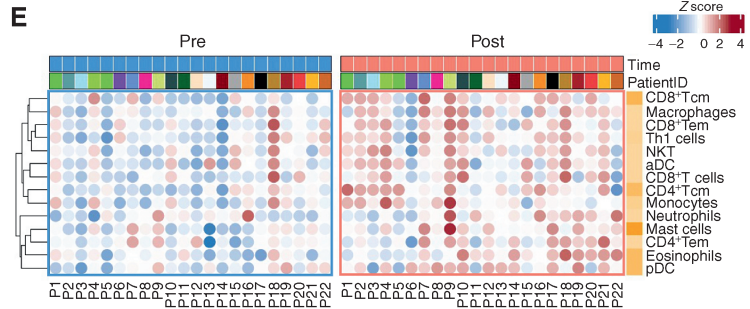 E
Z score
−4 −2 0 2 4
Pre Post
Time
PatientID
CD8+Tcm
Macrophages
CD8+Tem
Th1 cells
NKT
aDC
CD8+T cells
CD4+Tcm
Monocytes
Neutrophils
Mast cells
CD4+Tem
Eosinophils
pDC
P1 P2 P3 P4 P5 P6 P7 P8 P9 P10 P11 P12 P13 P14 P15 P16 P17 P18 P19 P20 P21 P22 P1 P2 P3 P4 P5 P6 P7 P8 P9 P10 P11 P12 P13 P14 P15 P16 P17 P18 P19 P20 P21 P22